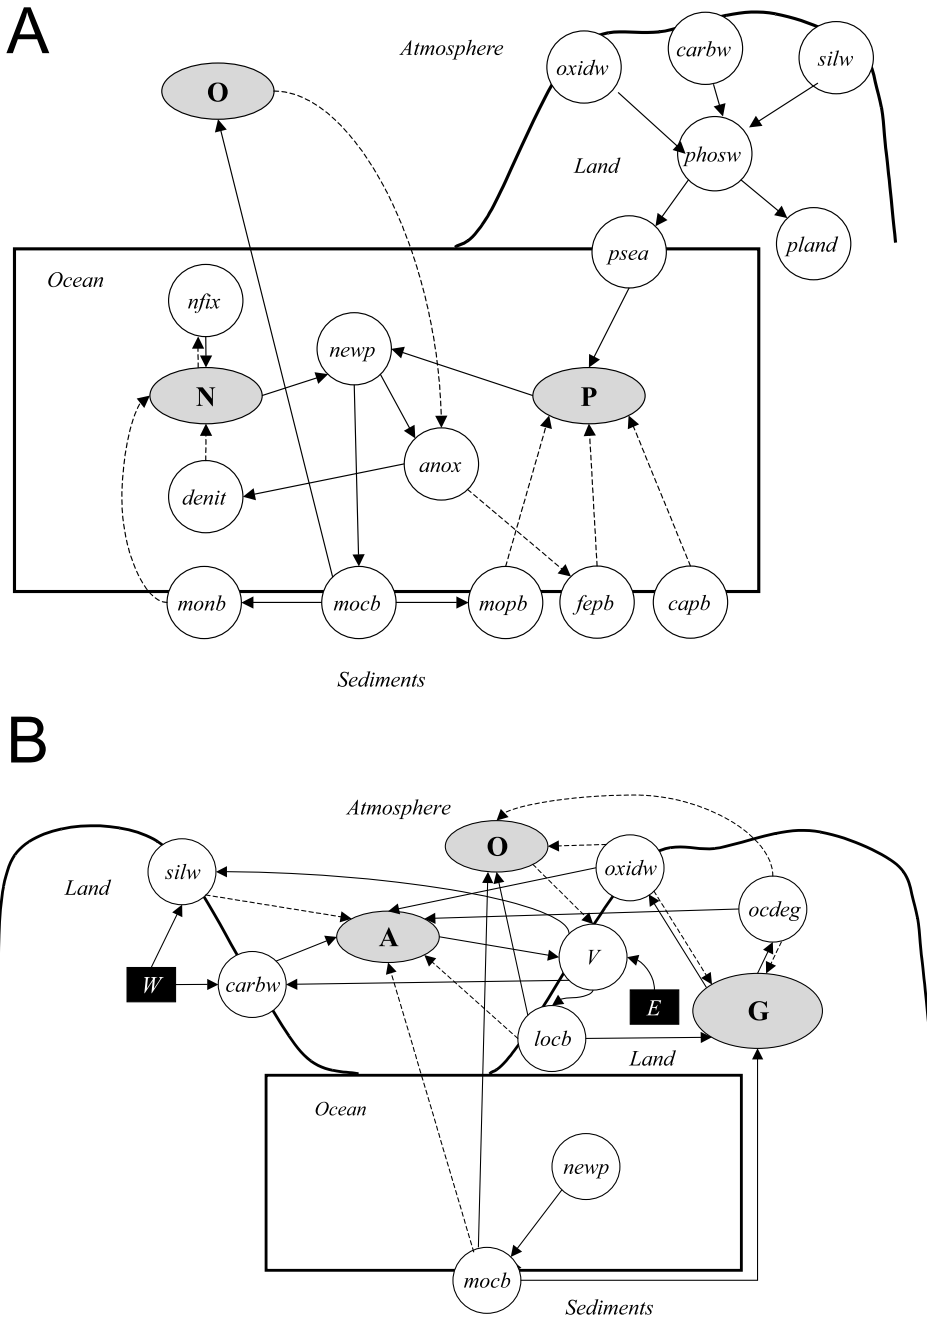 A
Atmosphere
oxidw
carbw
silw
O
phosw
Land
psea
pland
Ocean
nfix
newp
N
P
anox
denit
monb
mocb
mopb
fepb
capb
Sediments
B
Atmosphere
O
oxidw
silw
Land
ocdeg
A
V
W
carbw
E
G
locb
Land
Ocean
newp
mocb
Sediments